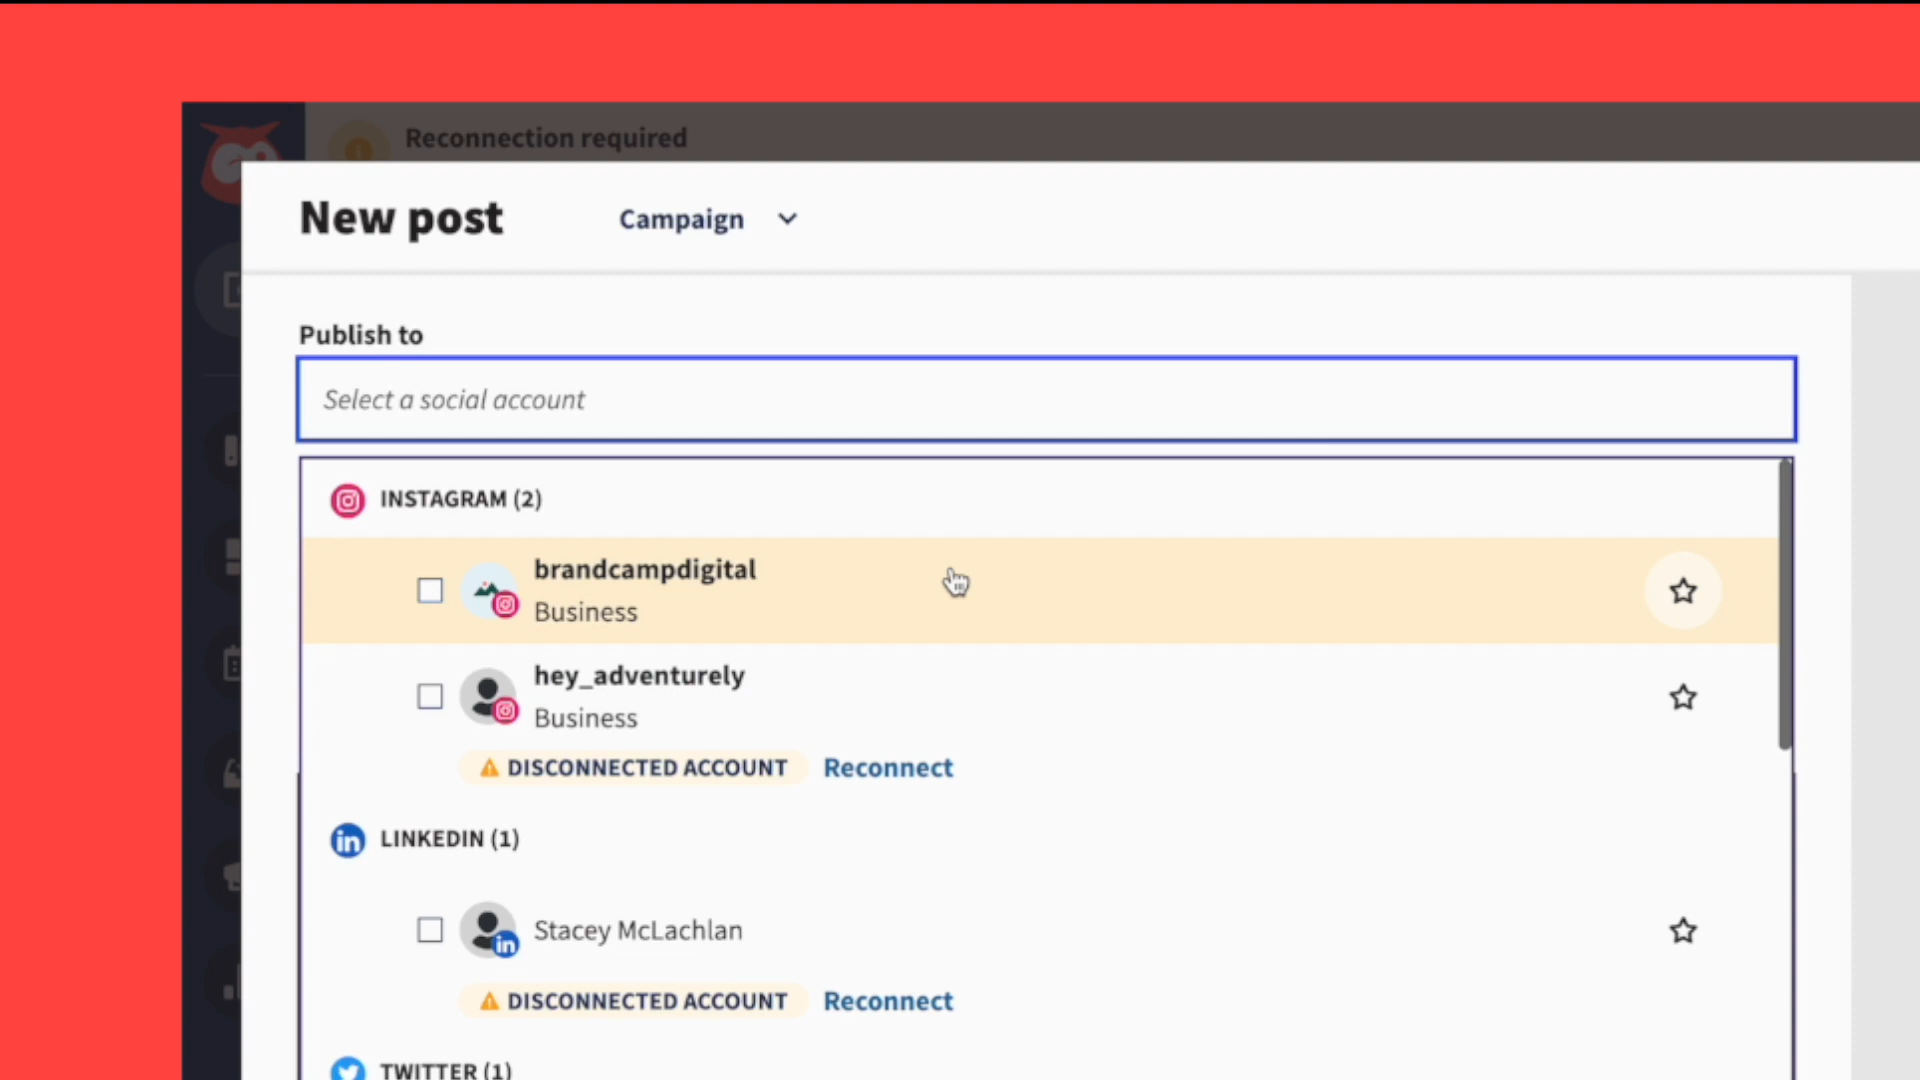 Reconnection required
New post
Campaign
Publish to
Select a social account
INSTAGRAM (2)
brandcampdigital
Business
hey_adventurely
Business
DISCONNECTED ACCOUNT Reconnect
LINKEDIN (1)
Stacey McLachlan
DISCONNECTED ACCOUNT Reconnect
TWITTER (1)